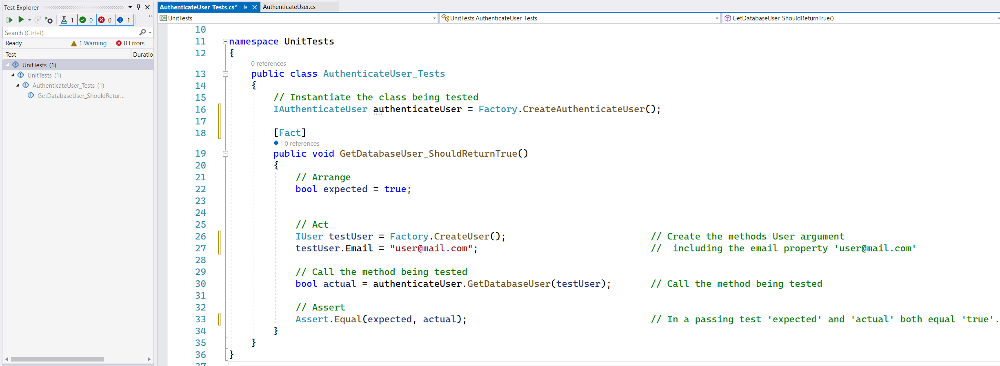 Test Explorer
1 0 0 1
Search (Ctrl+I)
Ready 1 Warning 0 Errors
Test Duratio
UnitTests (1)
UnitTests (1)
AuthenticateUser_Tests (1)
GetDatabaseUser_ShouldRetur...
AuthenticateUser_Tests.cs* AuthenticateUser.cs
C# UnitTests UnitTests.AuthenticateUser_Tests GetDatabaseUser_ShouldReturnTrue()
10
11 namespace UnitTests
12 {
0 references
13 public class AuthenticateUser_Tests
14 {
15 // Instantiate the class being tested
16 IAuthenticateUser authenticateUser = Factory.CreateAuthenticateUser();
17
18 [Fact]
0 references
19 public void GetDatabaseUser_ShouldReturnTrue()
20 {
21 // Arrange
22 bool expected = true;
23
24
25 // Act
26 IUser testUser = Factory.CreateUser(); // Create the methods User argument
27 testUser.Email = "user@mail.com"; // including the email property 'user@mail.com'
28
29 // Call the method being tested
30 bool actual = authenticateUser.GetDatabaseUser(testUser); // Call the method being tested
31
32 // Assert
33 Assert.Equal(expected, actual); // In a passing test 'expected' and 'actual' both equal 'true'.
34 }
35 }
36 }
37